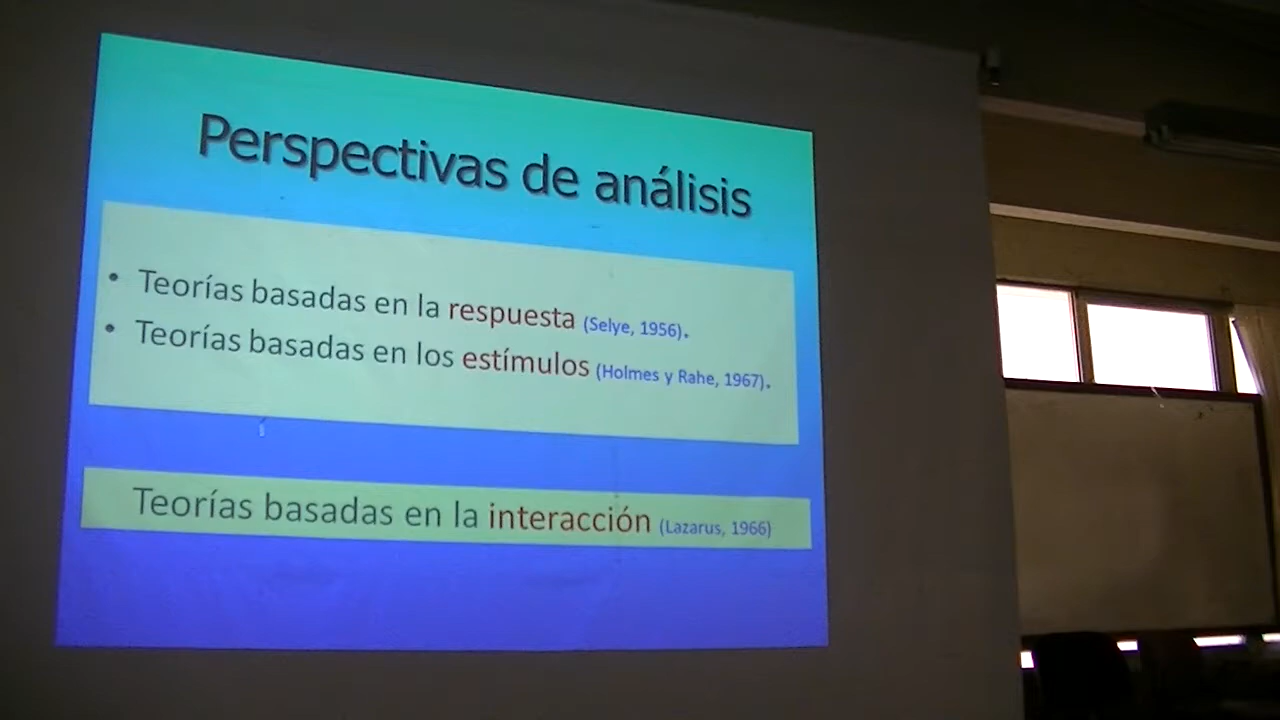 Perspectivas de análisis
• Teorías basadas en la respuesta (Selye, 1956).
• Teorías basadas en los estímulos (Holmes y Rahe, 1967).
Teorías basadas en la interacción (Lazarus, 1966)